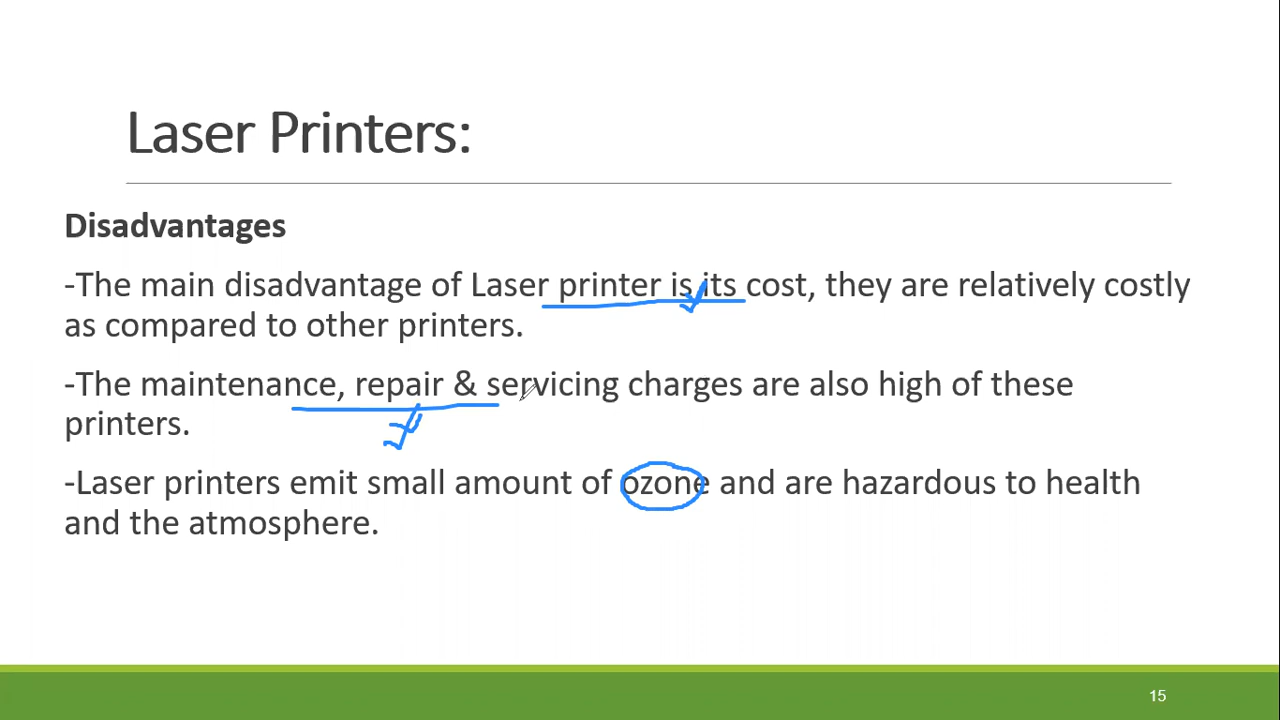 Laser Printers:
Disadvantages
-The main disadvantage of Laser printer is its cost, they are relatively costly
as compared to other printers.
-The maintenance, repair & servicing charges are also high of these
printers.
-Laser printers emit small amount of ozone and are hazardous to health
and the atmosphere.
15